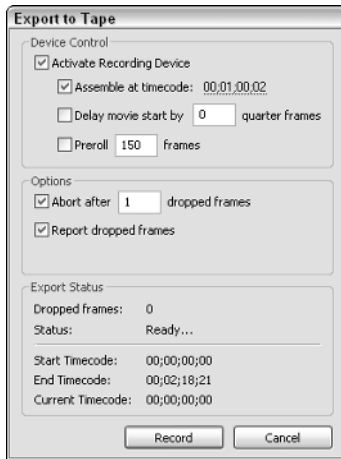 Export to Tape
Device Control
Activate Recording Device
Assemble at timecode: 00;01;00;02
Delay movie start by 0 quarter frames
Preroll 150 frames
Options
Abort after 1 dropped frames
Report dropped frames
Export Status
Dropped frames: 0
Status: Ready...
Start Timecode: 00;00;00;00
End Timecode: 00;02;18;21
Current Timecode: 00;00;00;00
Record Cancel